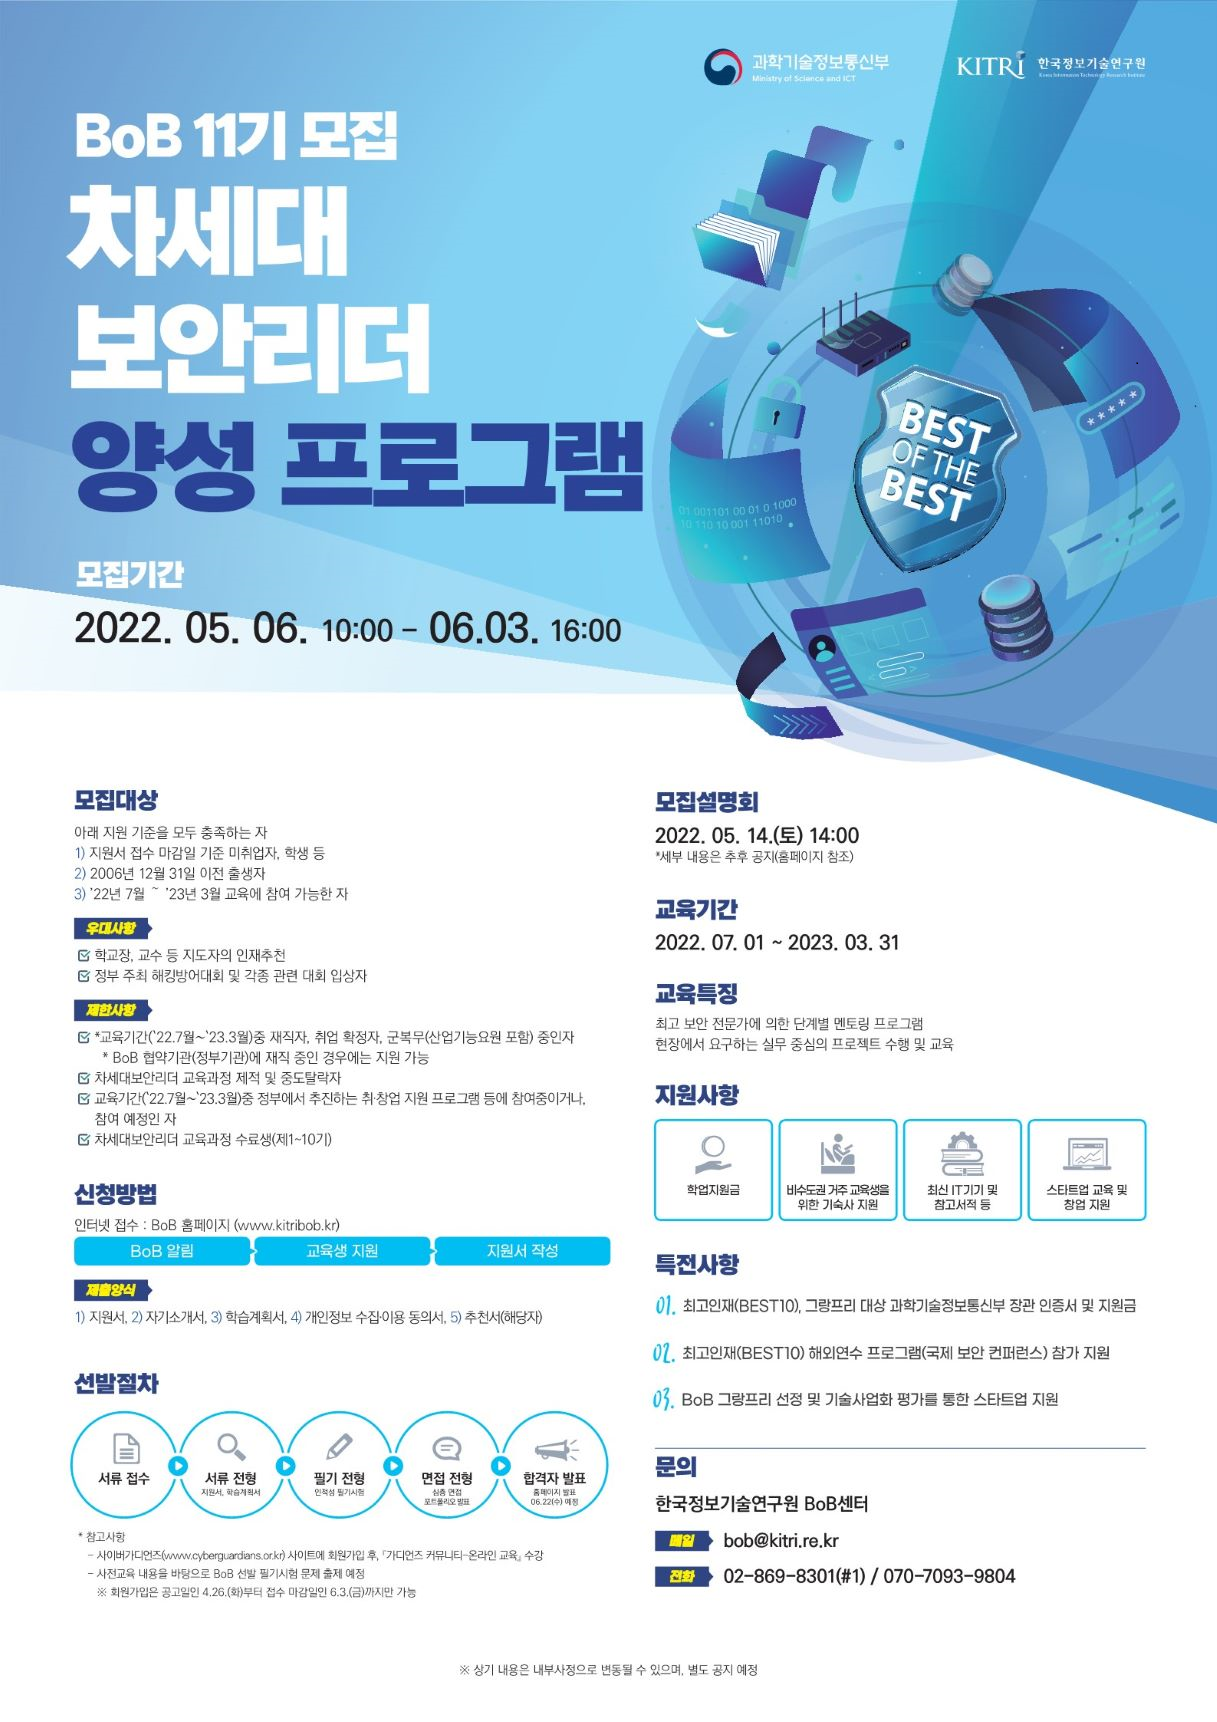 과학기술정보통신부
Ministry of Science and ICT
KITRI 한국정보기술연구원
Korea Information Technology Research Institute
BoB 11기 모집
차세대
보안리더
양성 프로그램
모집기간
2022. 05. 06. 10:00 – 06.03. 16:00
BEST
OF THE
BEST
*****
01 001101 00 01 0 1000
10 110 10 001 11010
모집대상
아래 지원 기준을 모두 충족하는 자
1) 지원서 접수 마감일 기준 미취업자, 학생 등
2) 2006년 12월 31일 이전 출생자
3) ’22년 7월 ~ ’23년 3월 교육에 참여 가능한 자
우대사항
학교장, 교수 등 지도자의 인재추천
정부 주최 해킹방어대회 및 각종 관련 대회 입상자
제한사항
*교육기간(‘22.7월~‘23.3월)중 재직자, 취업 확정자, 군복무(산업기능요원 포함) 중인자
* BoB 협약기관(정부기관)에 재직 중인 경우에는 지원 가능
차세대보안리더 교육과정 제적 및 중도탈락자
교육기간(‘22.7월~‘23.3월)중 정부에서 추진하는 취·창업 지원 프로그램 등에 참여중이거나,
참여 예정인 자
차세대보안리더 교육과정 수료생(제1~10기)
신청방법
인터넷 접수 : BoB 홈페이지 (www.kitribob.kr)
BoB 알림 교육생 지원 지원서 작성
제출양식
1) 지원서, 2) 자기소개서, 3) 학습계획서, 4) 개인정보 수집·이용 동의서, 5) 추천서(해당자)
선발절차
서류 접수
서류 전형
지원서, 학습계획서
필기 전형
인적성 필기시험
면접 전형
심층 면접
포트폴리오 발표
합격자 발표
홈페이지 발표
06.22(수) 예정
* 참고사항
– 사이버가디언즈(www.cyberguardians.or.kr) 사이트에 회원가입 후, 「가디언즈 커뮤니티-온라인 교육」 수강
– 사전교육 내용을 바탕으로 BoB 선발 필기시험 문제 출제 예정
※ 회원가입은 공고일인 4.26.(화)부터 접수 마감일인 6.3.(금)까지만 가능
모집설명회
2022. 05. 14.(토) 14:00
*세부 내용은 추후 공지(홈페이지 참조)
교육기간
2022. 07. 01 ~ 2023. 03. 31
교육특징
최고 보안 전문가에 의한 단계별 멘토링 프로그램
현장에서 요구하는 실무 중심의 프로젝트 수행 및 교육
지원사항
학업지원금
비수도권 거주 교육생을
위한 기숙사 지원
최신 IT기기 및
참고서적 등
스타트업 교육 및
창업 지원
특전사항
01. 최고인재(BEST10), 그랑프리 대상 과학기술정보통신부 장관 인증서 및 지원금
02. 최고인재(BEST10) 해외연수 프로그램(국제 보안 컨퍼런스) 참가 지원
03. BoB 그랑프리 선정 및 기술사업화 평가를 통한 스타트업 지원
문의
한국정보기술연구원 BoB센터
메일 bob@kitri.re.kr
전화 02-869-8301(#1) / 070-7093-9804
※ 상기 내용은 내부사정으로 변동될 수 있으며, 별도 공지 예정